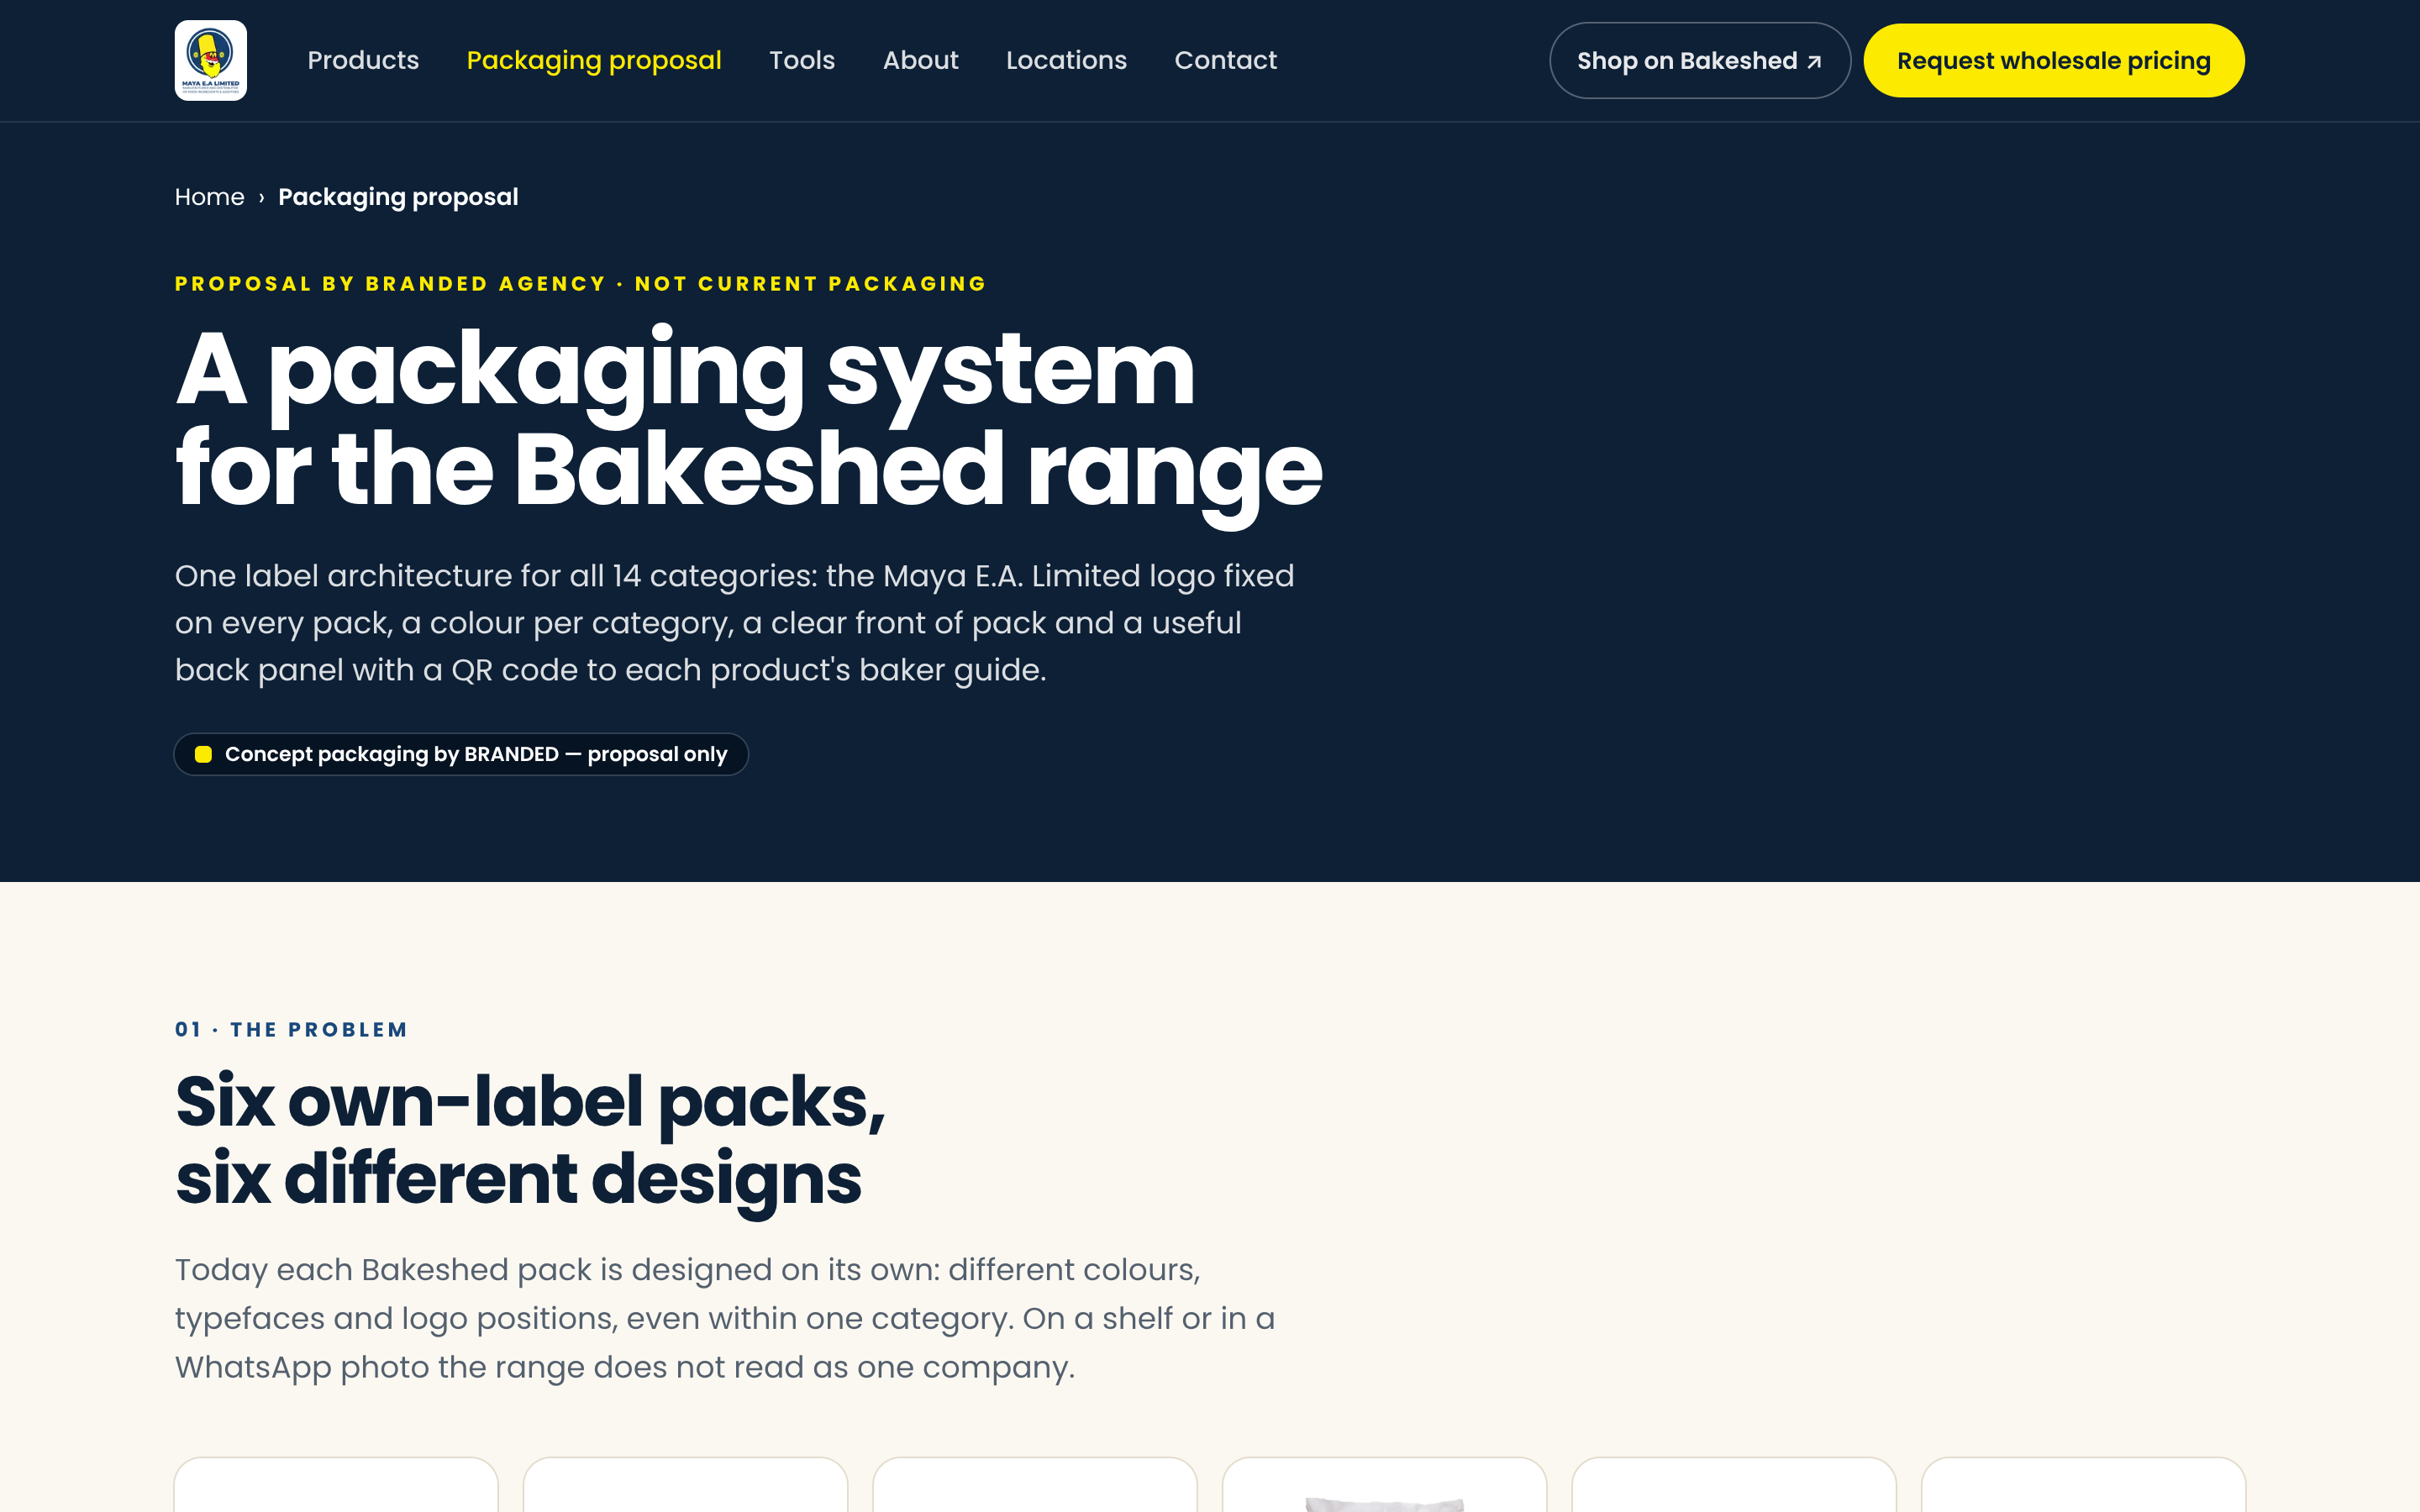 MAYA E.A LIMITED
Products
Packaging proposal
Tools
About
Locations
Contact
Shop on Bakeshed ↗
Request wholesale pricing
Home › Packaging proposal
PROPOSAL BY BRANDED AGENCY · NOT CURRENT PACKAGING
A packaging system
for the Bakeshed range
One label architecture for all 14 categories: the Maya E.A. Limited logo fixed
on every pack, a colour per category, a clear front of pack and a useful
back panel with a QR code to each product's baker guide.
Concept packaging by BRANDED — proposal only
01 · THE PROBLEM
Six own-label packs,
six different designs
Today each Bakeshed pack is designed on its own: different colours,
typefaces and logo positions, even within one category. On a shelf or in a
WhatsApp photo the range does not read as one company.